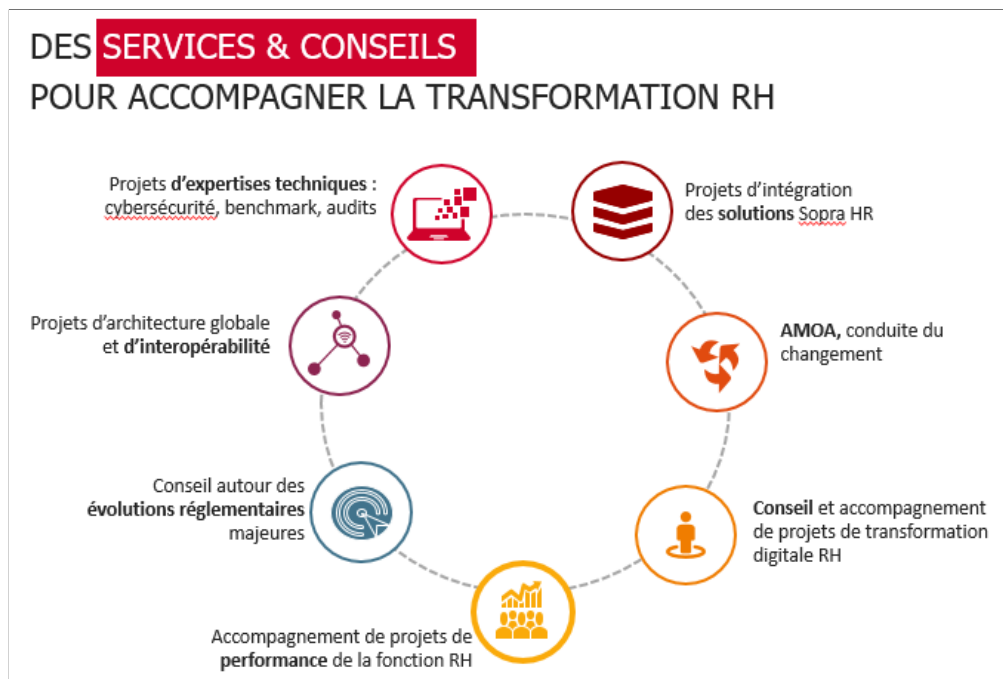 DES SERVICES & CONSEILS
POUR ACCOMPAGNER LA TRANSFORMATION RH
Projets d’expertises techniques :
cybersécurité, benchmark, audits
Projets d’intégration
des solutions Sopra HR
Projets d’architecture globale
et d’interopérabilité
AMOA, conduite du
changement
Conseil autour des
évolutions réglementaires
majeures
Conseil et accompagnement
de projets de transformation
digitale RH
Accompagnement de projets de
performance de la fonction RH